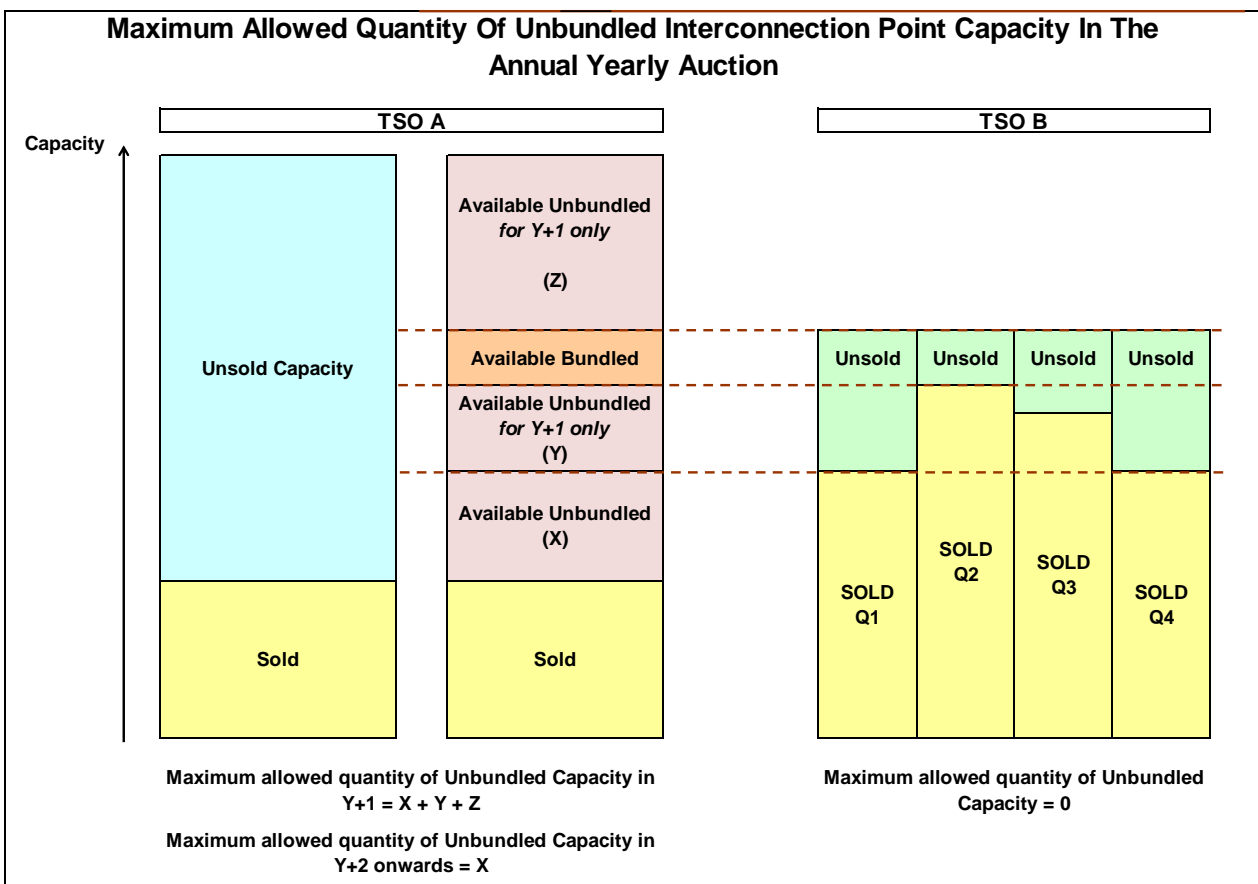 Maximum Allowed Quantity Of Unbundled Interconnection Point Capacity In The
Annual Yearly Auction
TSO A
TSO B
Capacity
Unsold Capacity
Sold
Available Unbundled
for Y+1 only
(Z)
Available Bundled
Available Unbundled
for Y+1 only
(Y)
Available Unbundled
(X)
Sold
Unsold
Unsold
Unsold
Unsold
SOLD
Q1
SOLD
Q2
SOLD
Q3
SOLD
Q4
Maximum allowed quantity of Unbundled Capacity in
Y+1 = X + Y + Z
Maximum allowed quantity of Unbundled Capacity in
Y+2 onwards = X
Maximum allowed quantity of Unbundled
Capacity = 0